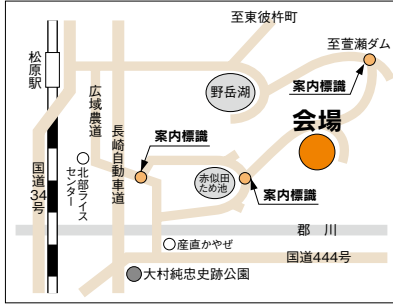 至東彼杵町
至萱瀬ダム
松原駅
広域農道
野岳湖
案内標識
会場
長崎自動車道
案内標識
北部ライス
センター
国道34号
赤似田
ため池
案内標識
郡川
産直かやぜ
国道444号
大村純忠史跡公園